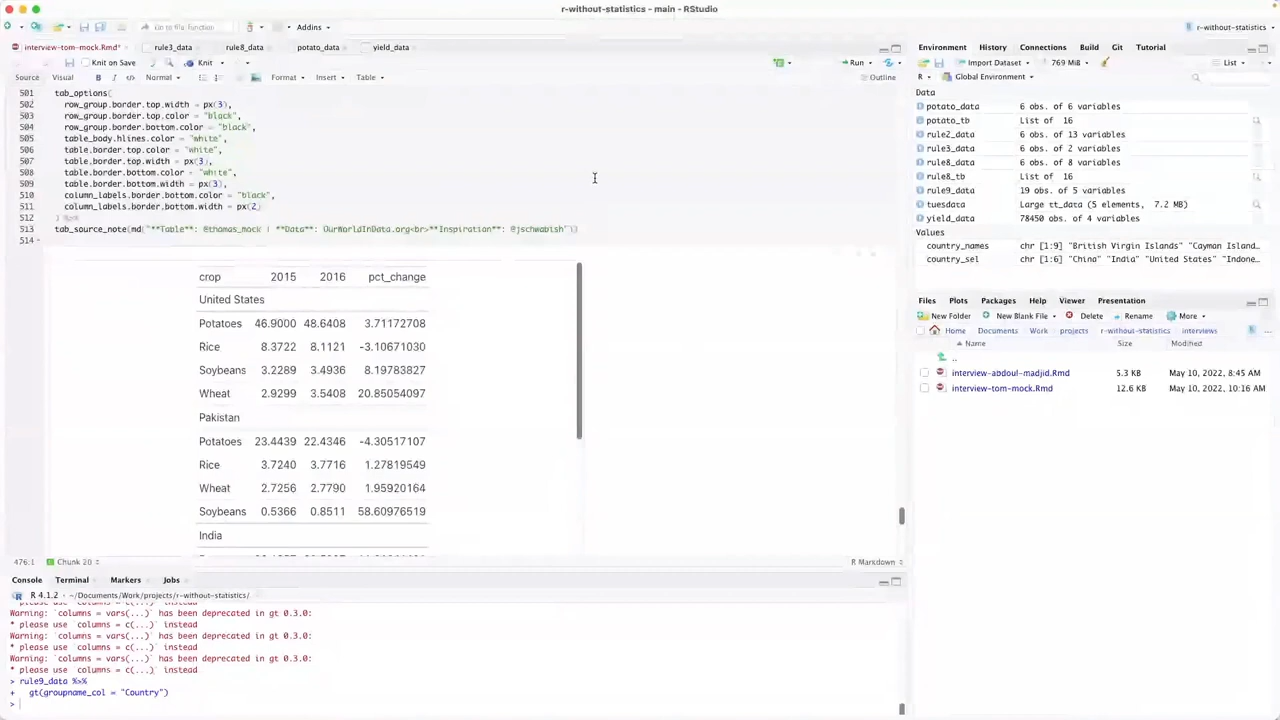 r-without-statistics - main - RStudio
Go to file/function
Addins
r-without-statistics
interview-tom-mock.Rmd*
rule3_data
rule8_data
potato_data
yield_data
Knit on Save
Knit
Run
Source
Visual
B
I
Normal
Format
Insert
Table
Outline
501 tab_options(
502 row_group.border.top.width = px(3),
503 row_group.border.top.color = "black",
504 row_group.border.bottom.color = "black",
505 table_body.hlines.color = "white",
506 table.border.top.color = "white",
507 table.border.top.width = px(3),
508 table.border.bottom.color = "white",
509 table.border.bottom.width = px(3),
510 column_labels.border.bottom.color = "black",
511 column_labels.border.bottom.width = px(2)
512 ) %>%
513 tab_source_note(md("**Table**: @thomas_mock | **Data**: OurWorldInData.org<br>**Inspiration**: @jschwabish"))
514
crop 2015 2016 pct_change
United States
Potatoes 46.9000 48.6408 3.71172708
Rice 8.3722 8.1121 -3.10671030
Soybeans 3.2289 3.4936 8.19783827
Wheat 2.9299 3.5408 20.85054097
Pakistan
Potatoes 23.4439 22.4346 -4.30517107
Rice 3.7240 3.7716 1.27819549
Wheat 2.7256 2.7790 1.95920164
Soybeans 0.5366 0.8511 58.60976519
India
476:1
Chunk 20
R Markdown
Console
Terminal
Markers
Jobs
R 4.1.2 · ~/Documents/Work/projects/r-without-statistics/
* please use `columns = c(...)` instead
Warning: `columns = vars(...)` has been deprecated in gt 0.3.0:
* please use `columns = c(...)` instead
Warning: `columns = vars(...)` has been deprecated in gt 0.3.0:
* please use `columns = c(...)` instead
Warning: `columns = vars(...)` has been deprecated in gt 0.3.0:
* please use `columns = c(...)` instead
> rule9_data %>%
+ gt(groupname_col = "Country")
>
Environment
History
Connections
Build
Git
Tutorial
Import Dataset
769 MiB
List
R
Global Environment
Data
potato_data 6 obs. of 6 variables
potato_tb List of 16
rule2_data 6 obs. of 13 variables
rule3_data 6 obs. of 2 variables
rule8_data 6 obs. of 8 variables
rule8_tb List of 16
rule9_data 19 obs. of 5 variables
tuesdata Large tt_data (5 elements, 7.2 MB)
yield_data 78450 obs. of 4 variables
Values
country_names chr [1:9] "British Virgin Islands" "Cayman Island…
country_sel chr [1:6] "China" "India" "United States" "Indone…
Files
Plots
Packages
Help
Viewer
Presentation
New Folder
New Blank File
Delete
Rename
More
Home
Documents
Work
projects
r-without-statistics
interviews
...
Name
Size
Modified
..
interview-abdoul-madjid.Rmd 5.3 KB May 10, 2022, 8:45 AM
interview-tom-mock.Rmd 12.6 KB May 10, 2022, 10:16 AM